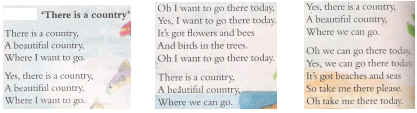 "There is a country"
There is a country,
A beautiful country,
Where I want to go.
Yes, there is a country,
A beautiful country,
Where I want to go.
Oh I want to go there today,
Yes, I want to go there today.
It's got flowers and bees
And birds in the trees.
Oh I want to go there today.
There is a country,
A beautiful country,
Where we can go.
Yes, there is a country,
A beautiful country,
Where we can go.
Oh we can go there today,
Yes, we can go there today.
It's got beaches and seas
So take me there please.
Oh take me there today.